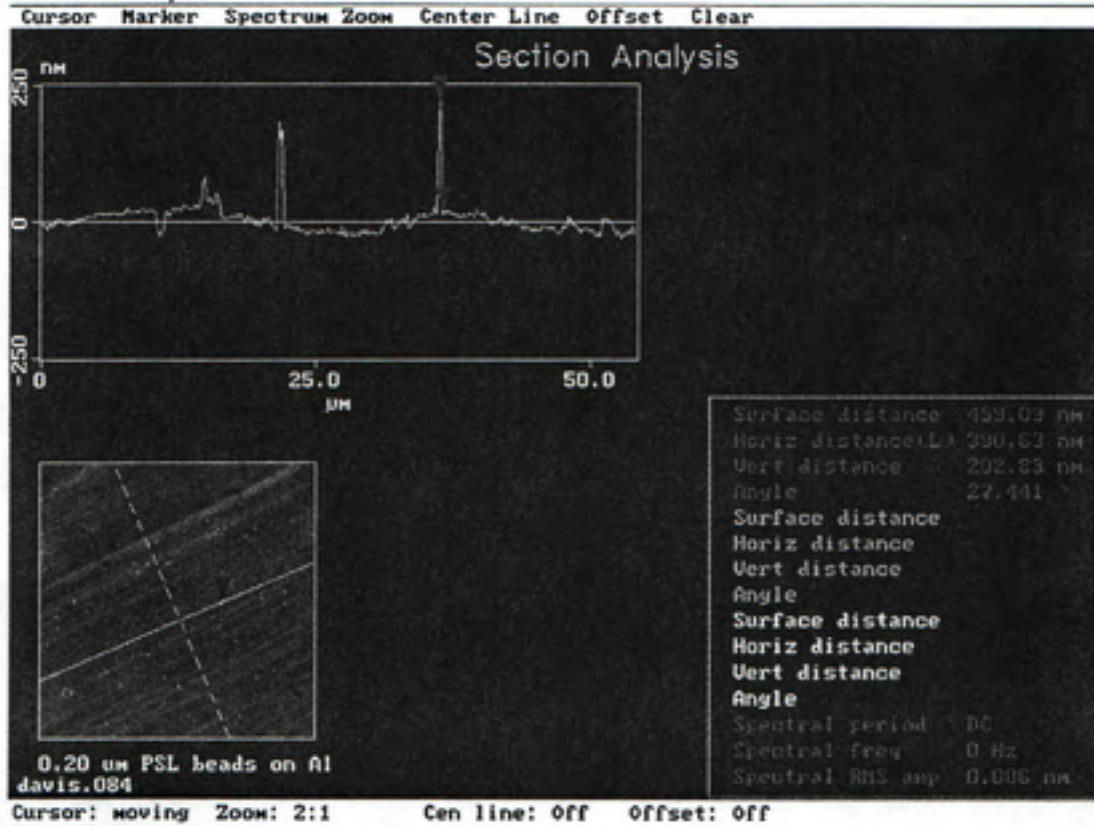 Cursor Marker Spectrum Zoom Center Line Offset Clear
Section Analysis
nM
250
0
-250
0 25.0 50.0
µM
Surface distance 459.09 nM
Horiz distance(L) 390.63 nM
Vert distance 202.83 nM
Angle 27.441
Surface distance
Horiz distance
Vert distance
Angle
Surface distance
Horiz distance
Vert distance
Angle
Spectral period DC
Spectral freq 0 Hz
Spectral RMS amp 0.006 nM
0.20 uM PSL beads on Al
davis.084
Cursor: moving Zoom: 2:1 Cen line: Off Offset: Off